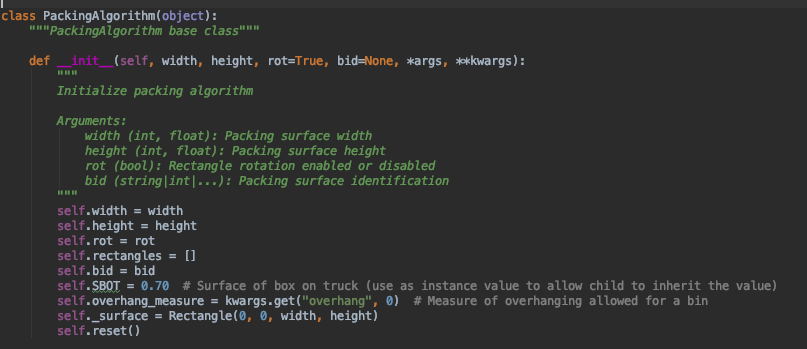 class PackingAlgorithm(object):
    """PackingAlgorithm base class"""

    def __init__(self, width, height, rot=True, bid=None, *args, **kwargs):
        """
        Initialize packing algorithm

        Arguments:
            width (int, float): Packing surface width
            height (int, float): Packing surface height
            rot (bool): Rectangle rotation enabled or disabled
            bid (string|int|...): Packing surface identification
        """
        self.width = width
        self.height = height
        self.rot = rot
        self.rectangles = []
        self.bid = bid
        self.SBOT = 0.70  # Surface of box on truck (use as instance value to allow child to inherit the value)
        self.overhang_measure = kwargs.get("overhang", 0)  # Measure of overhanging allowed for a bin
        self._surface = Rectangle(0, 0, width, height)
        self.reset()